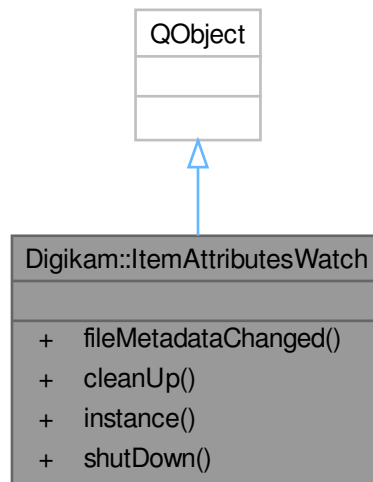 QObject
Digikam::ItemAttributesWatch
+ fileMetadataChanged()
+ cleanUp()
+ instance()
+ shutDown()